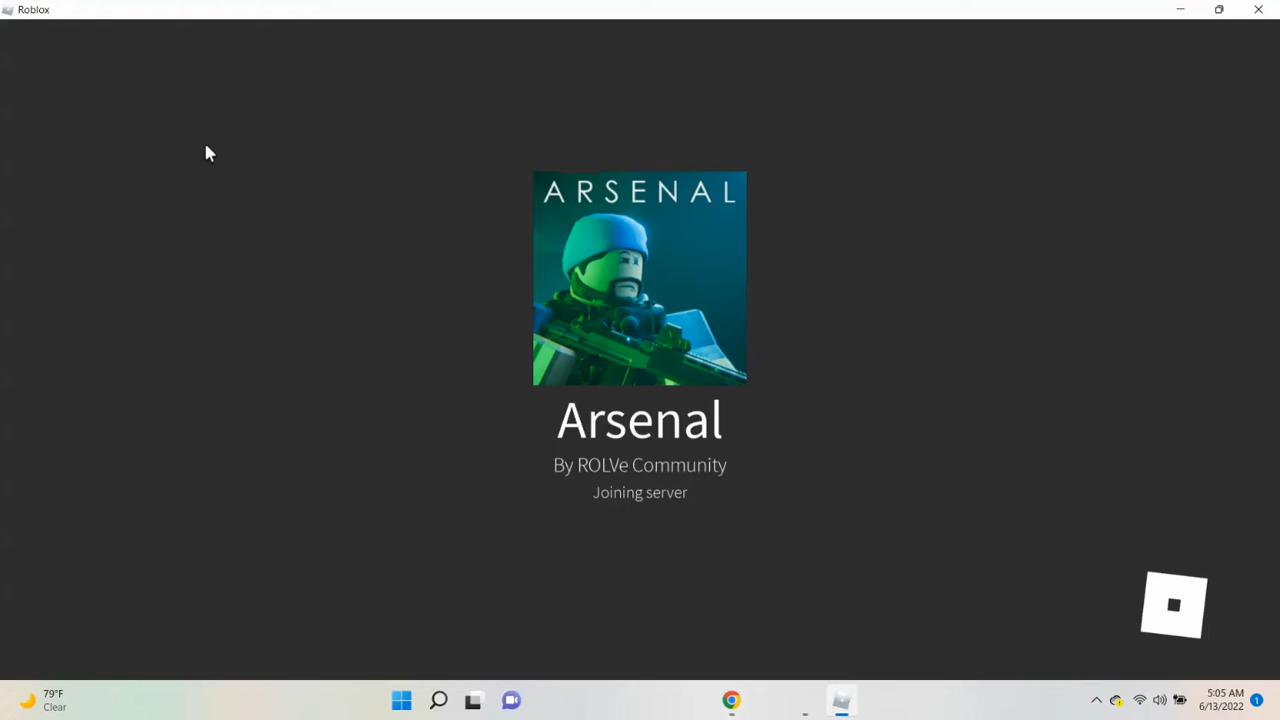 Roblox
ARSENAL
Arsenal
By ROLVe Community
Joining server
79°F
Clear
5:05 AM
6/13/2022
1